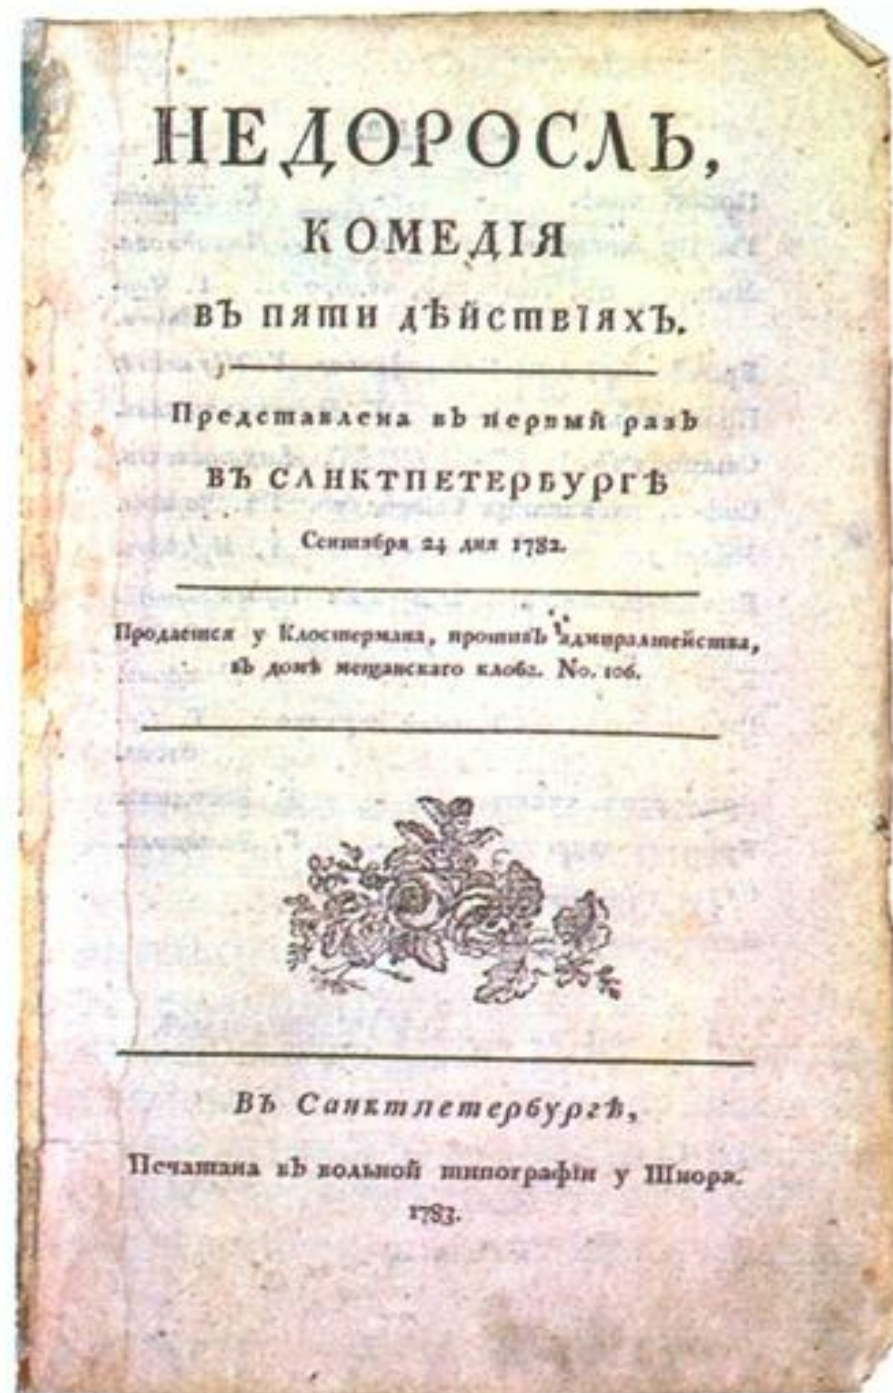 НЕДОРОСЛЬ,
КОМЕДІЯ
ВЪ ПЯТИ ДѢЙСТВІЯХЪ.
Представлена въ первый разъ
ВЪ САНКТПЕТЕРБУРГѢ
Сентября 24 дня 1782.
Продается у Клостермана, противъ Адмиралтейства,
въ домѣ мещанскаго клоба. No. 106.
Въ Санктпетербургѣ,
Печатана въ вольной типографіи у Шнора.
1783.